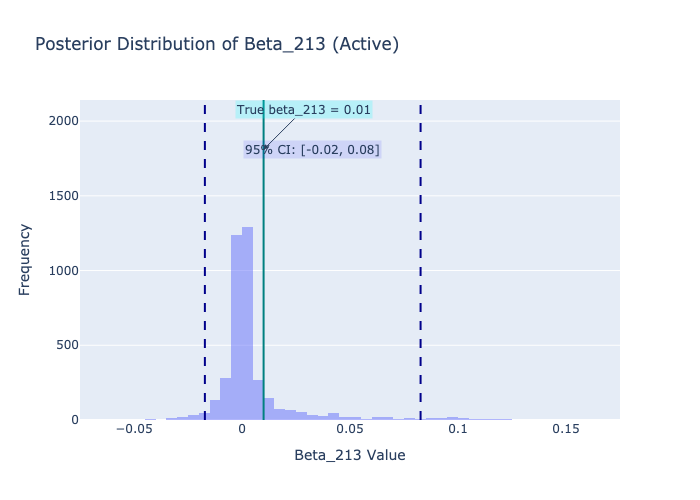 Posterior Distribution of Beta_213 (Active)
True beta_213 = 0.01
95% CI: [-0.02, 0.08]
2000
1500
1000
500
0
Frequency
−0.05
0
0.05
0.1
0.15
Beta_213 Value